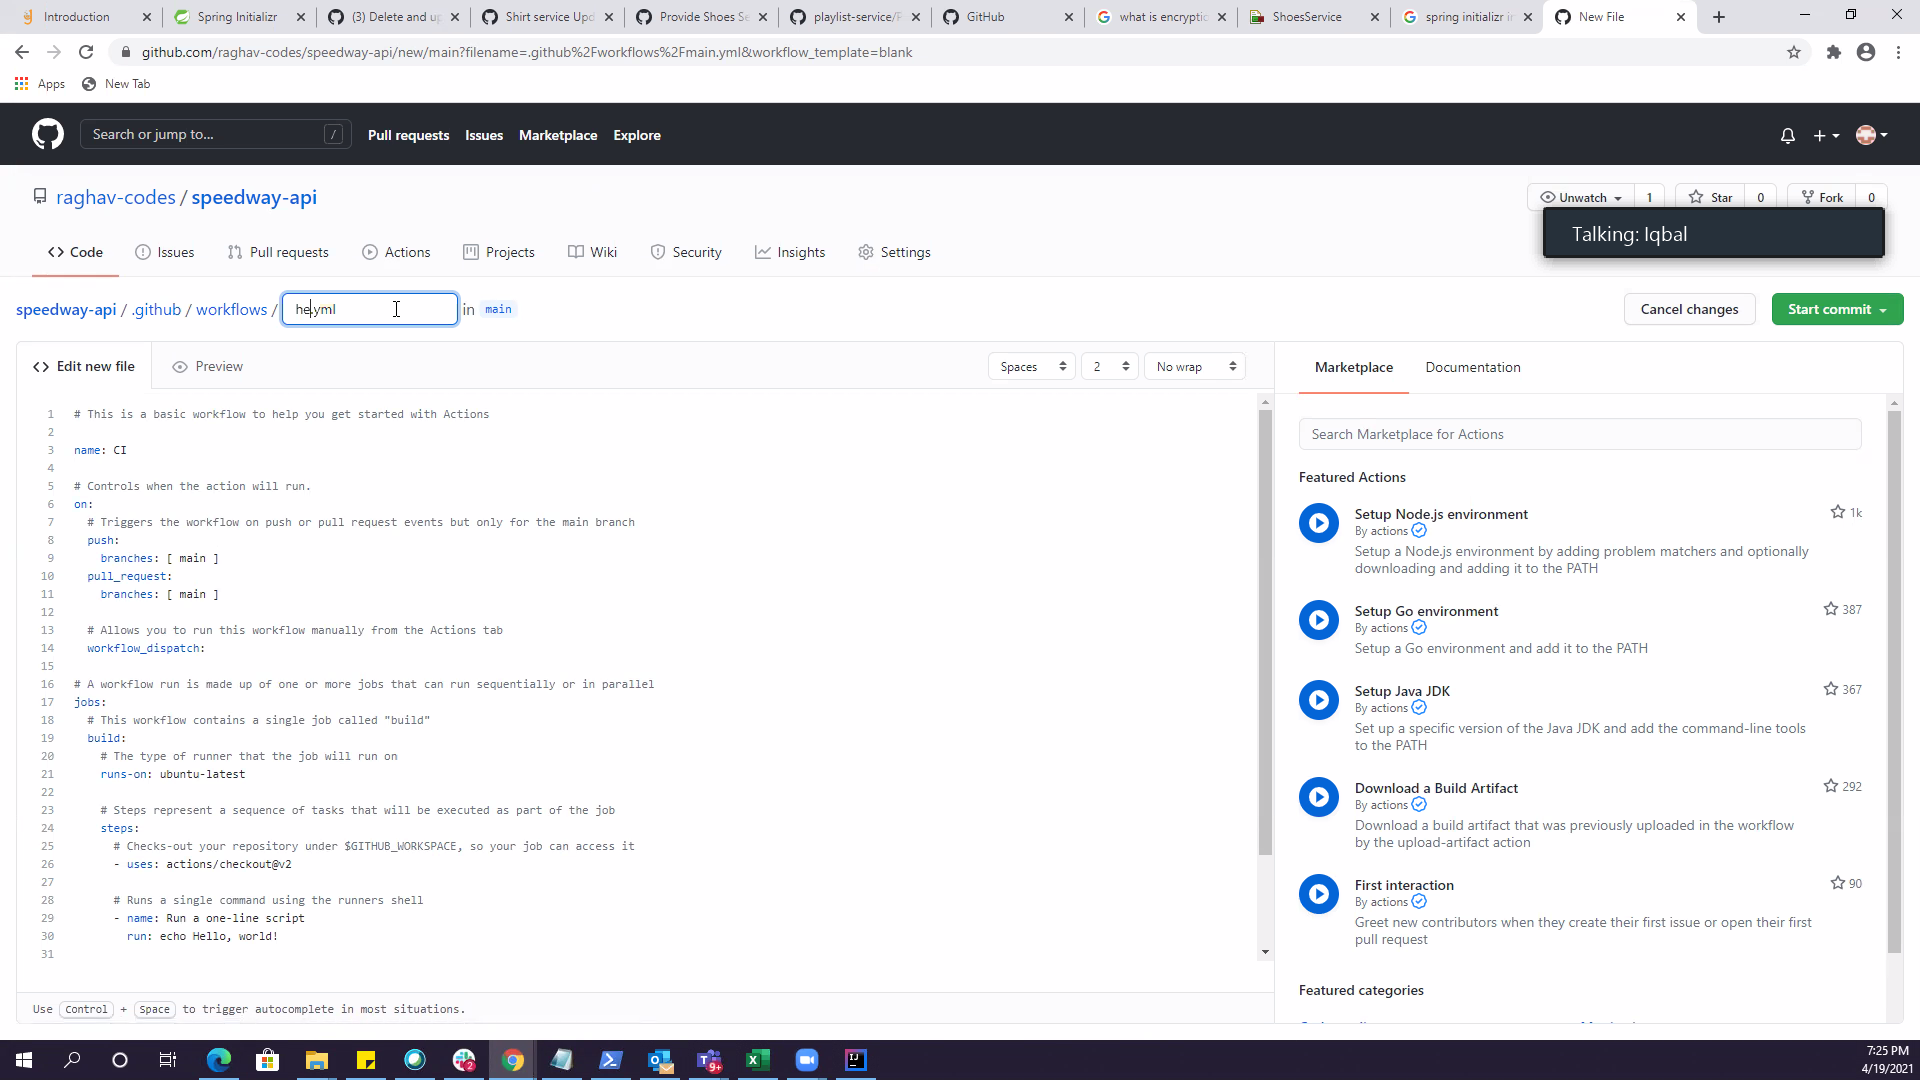 Introduction
Spring Initializr
(3) Delete and up
Shirt service Upd
Provide Shoes Se
playlist-service/P
GitHub
what is encryptio
ShoesService
spring initializr in
New File
github.com/raghav-codes/speedway-api/new/main?filename=.github%2Fworkflows%2Fmain.yml&workflow_template=blank
Apps
New Tab
Search or jump to...
/
Pull requests
Issues
Marketplace
Explore
raghav-codes / speedway-api
Unwatch
1
Star
0
Fork
0
Talking: Iqbal
<> Code
Issues
Pull requests
Actions
Projects
Wiki
Security
Insights
Settings
speedway-api / .github / workflows / he.yml in main
Cancel changes
Start commit
<> Edit new file
Preview
Spaces
2
No wrap
1 # This is a basic workflow to help you get started with Actions
2
3 name: CI
4
5 # Controls when the action will run.
6 on:
7 # Triggers the workflow on push or pull request events but only for the main branch
8 push:
9 branches: [ main ]
10 pull_request:
11 branches: [ main ]
12
13 # Allows you to run this workflow manually from the Actions tab
14 workflow_dispatch:
15
16 # A workflow run is made up of one or more jobs that can run sequentially or in parallel
17 jobs:
18 # This workflow contains a single job called "build"
19 build:
20 # The type of runner that the job will run on
21 runs-on: ubuntu-latest
22
23 # Steps represent a sequence of tasks that will be executed as part of the job
24 steps:
25 # Checks-out your repository under $GITHUB_WORKSPACE, so your job can access it
26 - uses: actions/checkout@v2
27
28 # Runs a single command using the runners shell
29 - name: Run a one-line script
30 run: echo Hello, world!
31
Use Control + Space to trigger autocomplete in most situations.
Marketplace
Documentation
Search Marketplace for Actions
Featured Actions
Setup Node.js environment
1k
By actions
Setup a Node.js environment by adding problem matchers and optionally
downloading and adding it to the PATH
Setup Go environment
387
By actions
Setup a Go environment and add it to the PATH
Setup Java JDK
367
By actions
Set up a specific version of the Java JDK and add the command-line tools
to the PATH
Download a Build Artifact
292
By actions
Download a build artifact that was previously uploaded in the workflow
by the upload-artifact action
First interaction
90
By actions
Greet new contributors when they create their first issue or open their first
pull request
Featured categories
2
9+
7:25 PM
4/19/2021